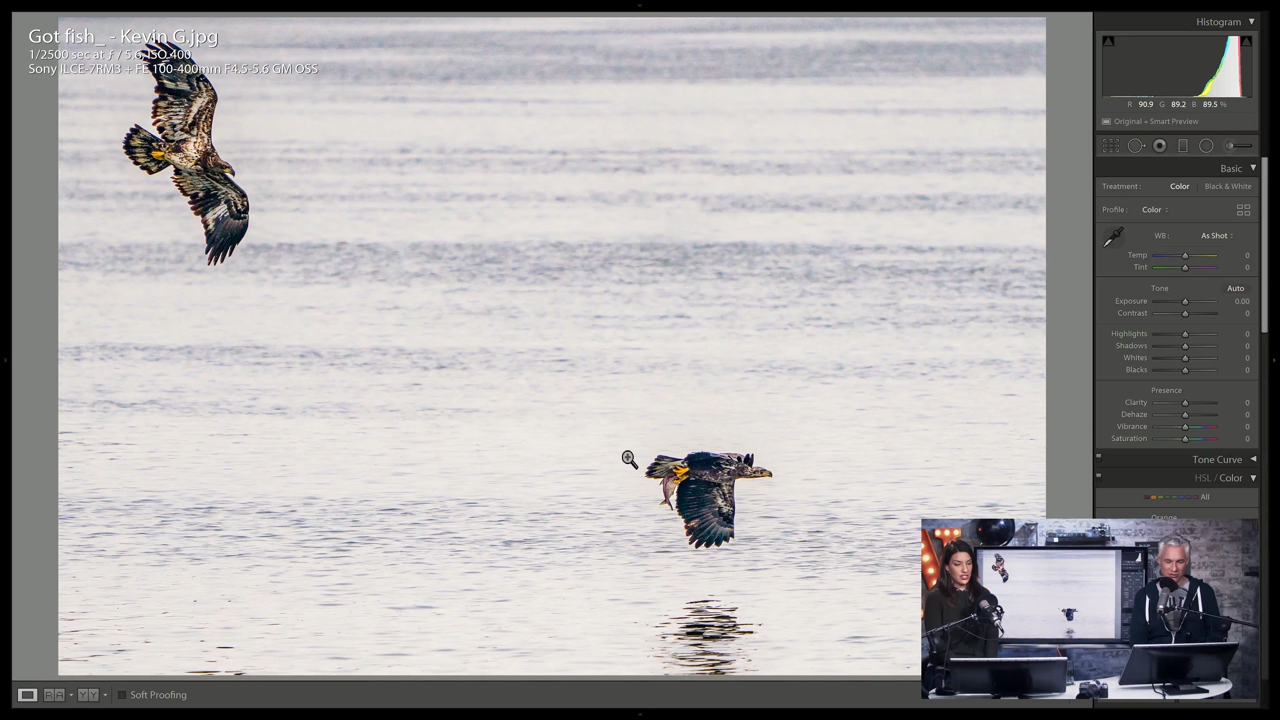 Got fish_ - Kevin G.jpg
1/2500 sec at ƒ / 5.6, ISO 400
Sony ILCE-7RM3 + FE 100-400mm F4.5-5.6 GM OSS
Histogram
R 90.9 G 89.2 B 89.5 %
Original + Smart Preview
Basic
Treatment : Color Black & White
Profile : Color
WB : As Shot
Temp 0
Tint 0
Tone Auto
Exposure 0.00
Contrast 0
Highlights 0
Shadows 0
Whites 0
Blacks 0
Presence
Clarity 0
Dehaze 0
Vibrance 0
Saturation 0
Tone Curve
HSL / Color
All
Orange
R A
Y Y
Soft Proofing